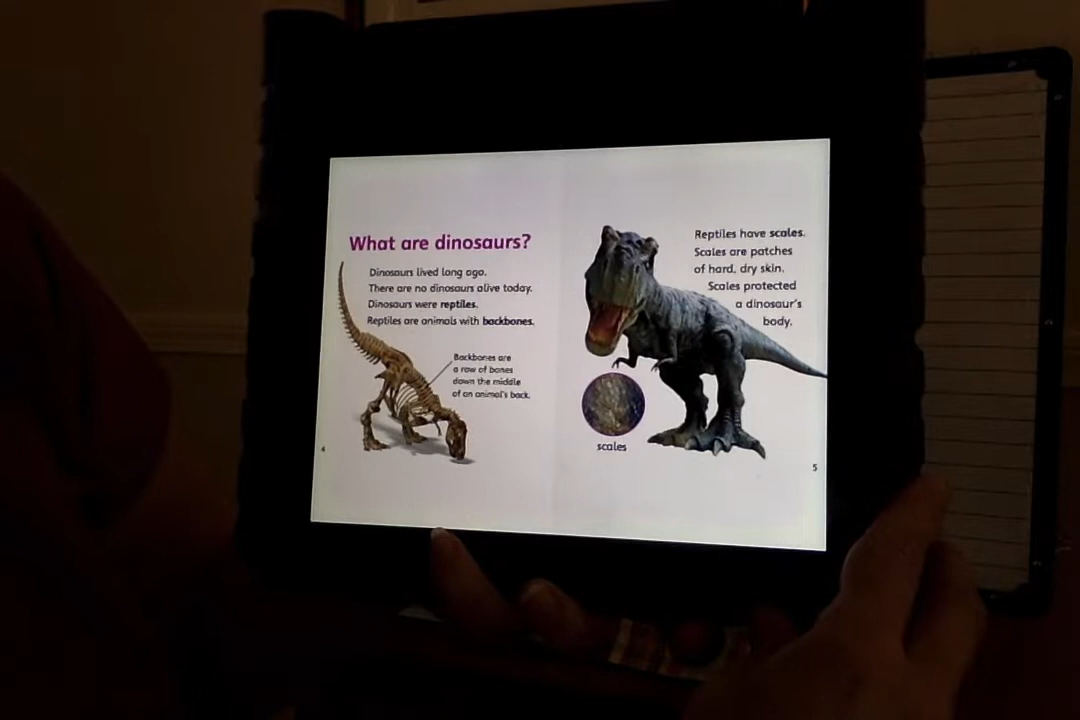 What are dinosaurs?
Dinosaurs lived long ago.
There are no dinosaurs alive today.
Dinosaurs were reptiles.
Reptiles are animals with backbones.
Backbones are
a row of bones
down the middle
of an animal's back.
4
Reptiles have scales.
Scales are patches
of hard, dry skin.
Scales protected
a dinosaur's
body.
scales
5